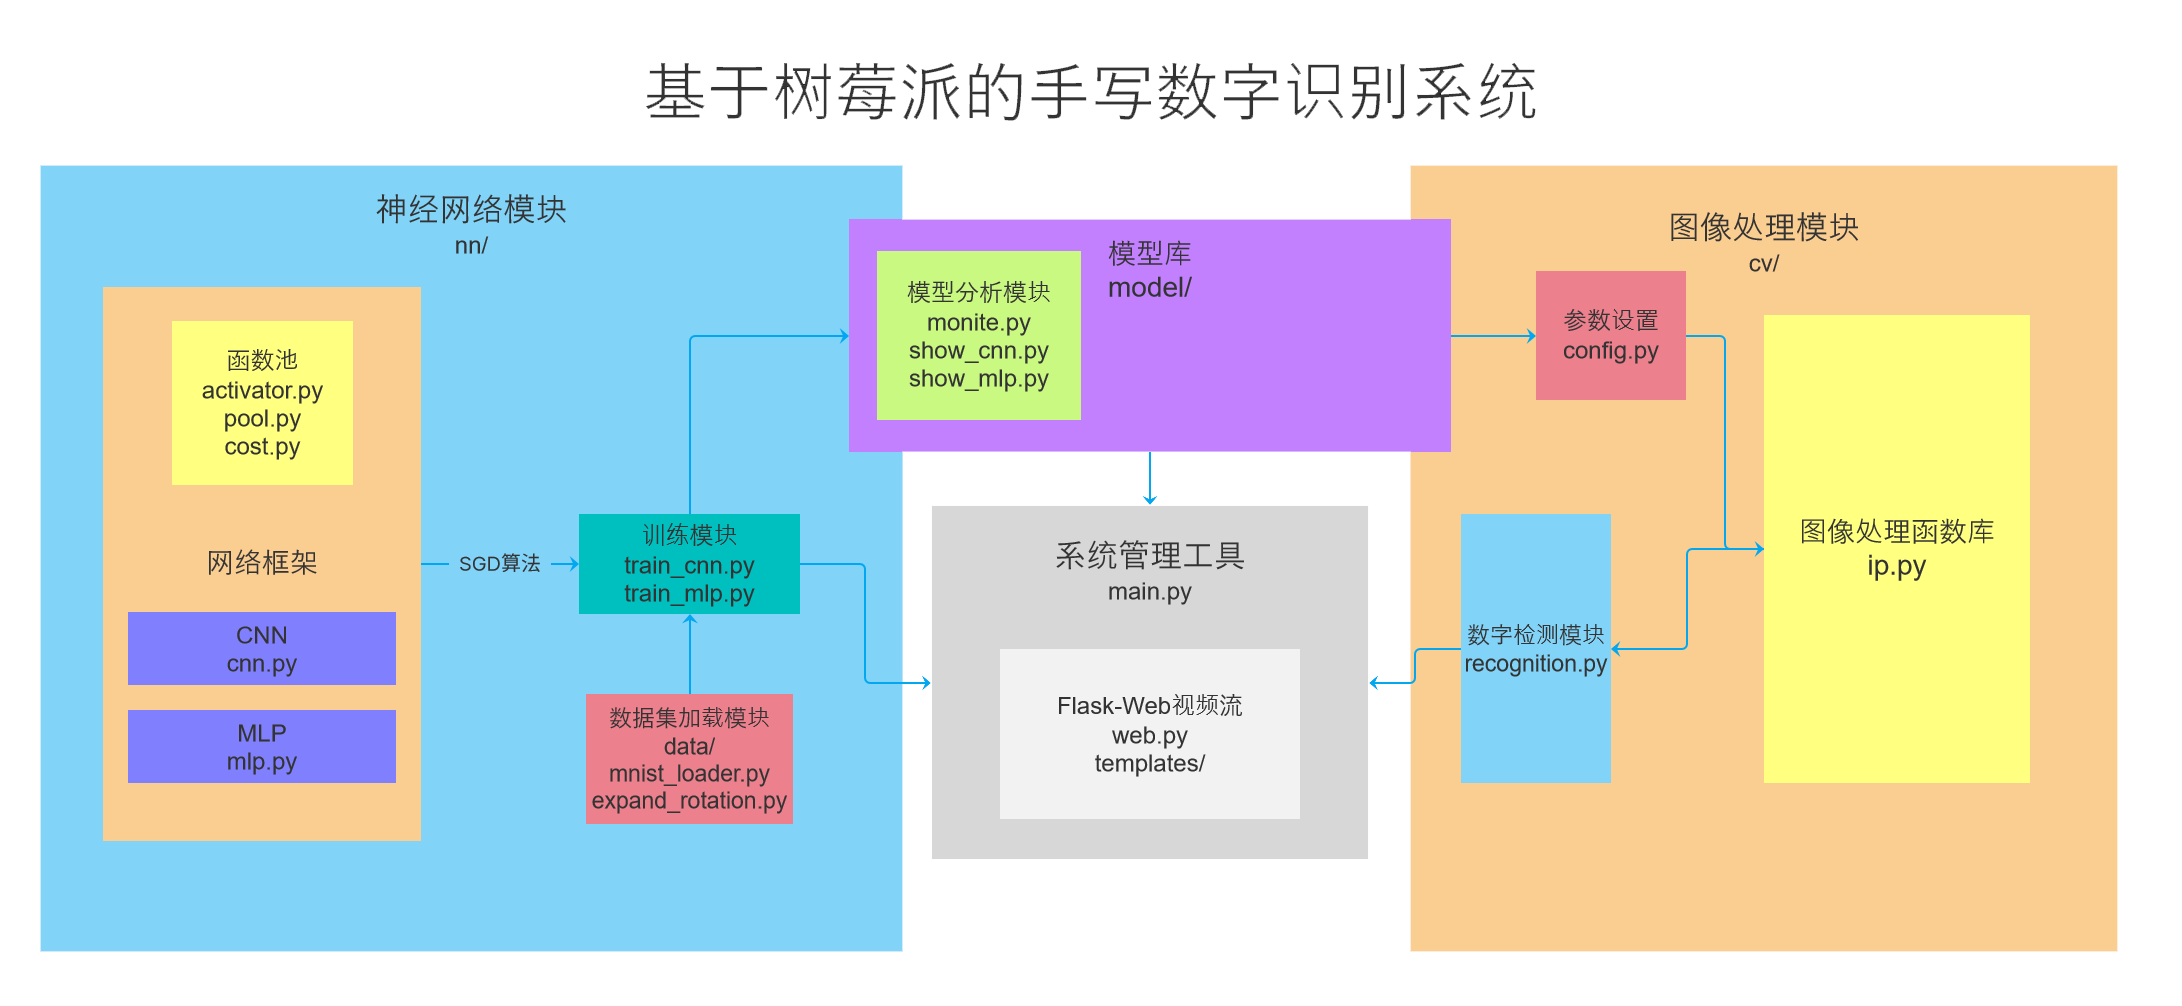 基于树莓派的手写数字识别系统
神经网络模块
nn/
函数池
activator.py
pool.py
cost.py
网络框架
CNN
cnn.py
MLP
mlp.py
SGD算法
训练模块
train_cnn.py
train_mlp.py
数据集加载模块
data/
mnist_loader.py
expand_rotation.py
模型库
model/
模型分析模块
monite.py
show_cnn.py
show_mlp.py
系统管理工具
main.py
Flask-Web视频流
web.py
templates/
图像处理模块
cv/
参数设置
config.py
数字检测模块
recognition.py
图像处理函数库
ip.py